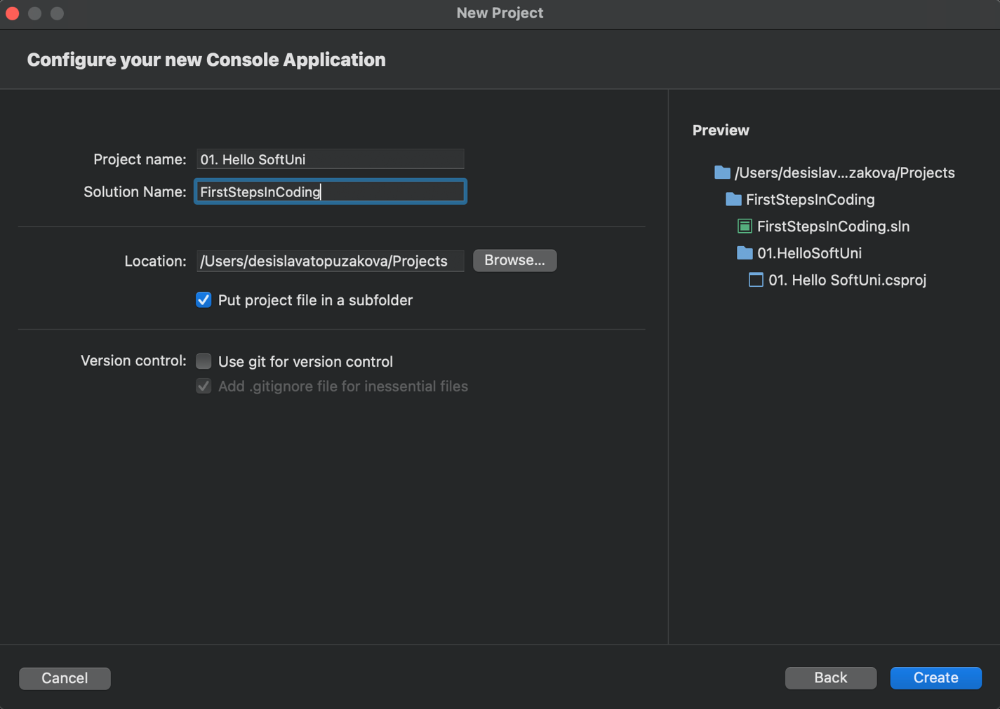 New Project
Configure your new Console Application
Project name: 01. Hello SoftUni
Solution Name: FirstStepsInCoding
Location: /Users/desislavatopuzakova/Projects Browse...
Put project file in a subfolder
Version control: Use git for version control
Add .gitignore file for inessential files
Preview
/Users/desislav...zakova/Projects
FirstStepsInCoding
FirstStepsInCoding.sln
01.HelloSoftUni
01. Hello SoftUni.csproj
Cancel
Back
Create